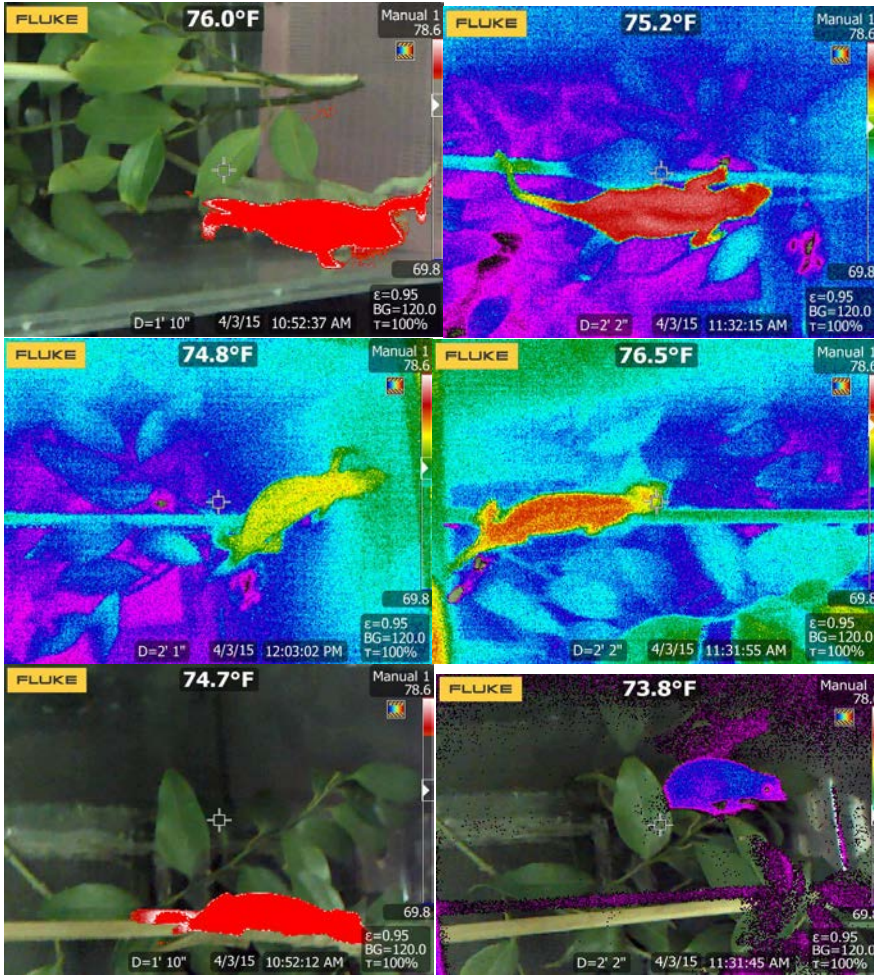 FLUKE 76.0°F Manual 1
78.6
69.8
ε=0.95
BG=120.0
τ=100%
D=1' 10" 4/3/15 10:52:37 AM
FLUKE 75.2°F Manual 1
78.6
69.8
ε=0.95
BG=120.0
τ=100%
D=2' 2" 4/3/15 11:32:15 AM
FLUKE 74.8°F Manual 1
78.6
69.8
ε=0.95
BG=120.0
τ=100%
D=2' 1" 4/3/15 12:03:02 PM
FLUKE 76.5°F Manual 1
78.6
69.8
ε=0.95
BG=120.0
τ=100%
D=2' 2" 4/3/15 11:31:55 AM
FLUKE 74.7°F Manual 1
78.6
69.8
ε=0.95
BG=120.0
τ=100%
D=1' 10" 4/3/15 10:52:12 AM
FLUKE 73.8°F Manual
78.6
69.8
ε=0.95
BG=120.0
τ=100%
D=2' 2" 4/3/15 11:31:45 AM